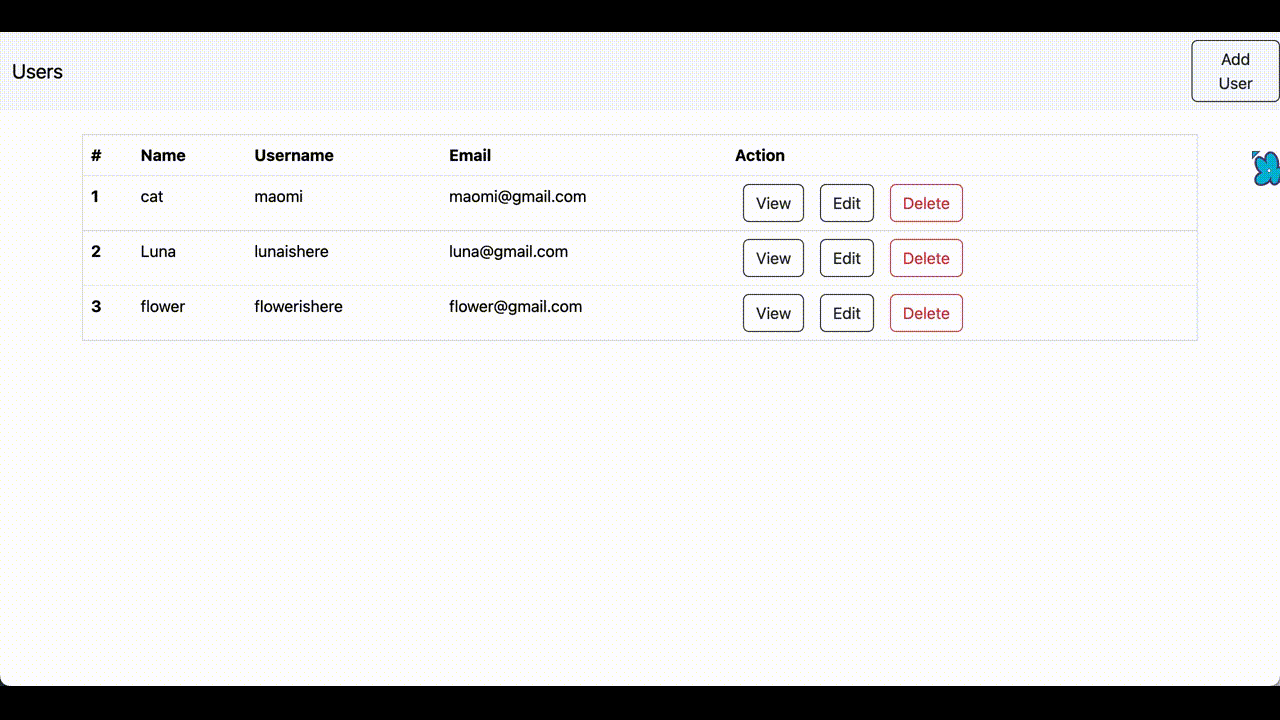 Users
Add
User
# Name Username Email Action
1 cat maomi maomi@gmail.com View Edit Delete
2 Luna lunaishere luna@gmail.com View Edit Delete
3 flower flowerishere flower@gmail.com View Edit Delete